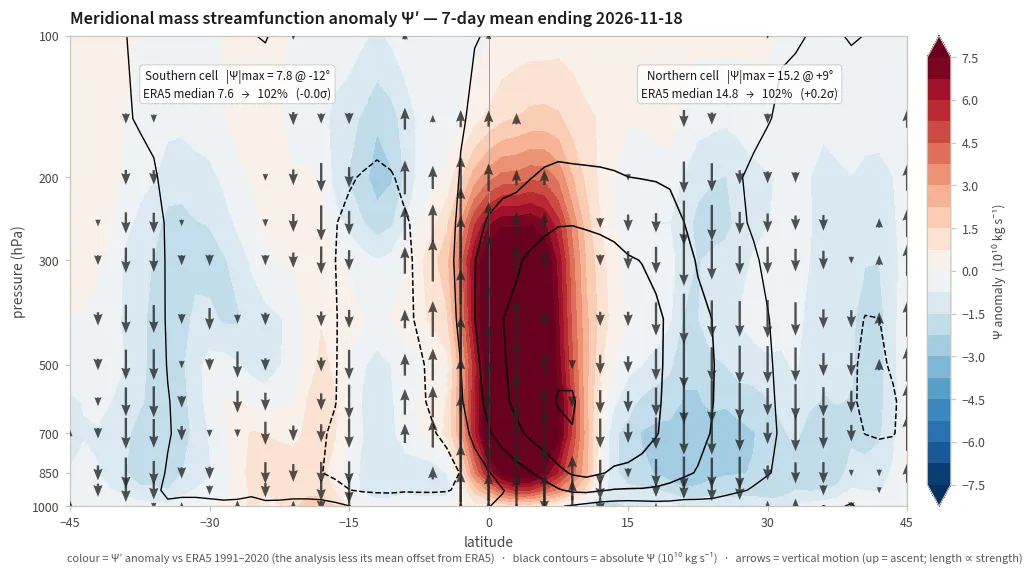 Meridional mass streamfunction anomaly Ψ′ — 7-day mean ending 2026-11-18
Southern cell |Ψ|max = 7.8 @ -12°
ERA5 median 7.6 → 102% (-0.0σ)
Northern cell |Ψ|max = 15.2 @ +9°
ERA5 median 14.8 → 102% (+0.2σ)
pressure (hPa)
100
200
300
500
700
850
1000
−45
−30
−15
0
15
30
45
latitude
7.5
6.0
4.5
3.0
1.5
0.0
−1.5
−3.0
−4.5
−6.0
−7.5
Ψ anomaly (10¹⁰ kg s⁻¹)
colour = Ψ′ anomaly vs ERA5 1991–2020 (the analysis less its mean offset from ERA5) · black contours = absolute Ψ (10¹⁰ kg s⁻¹) · arrows = vertical motion (up = ascent; length ∝ strength)